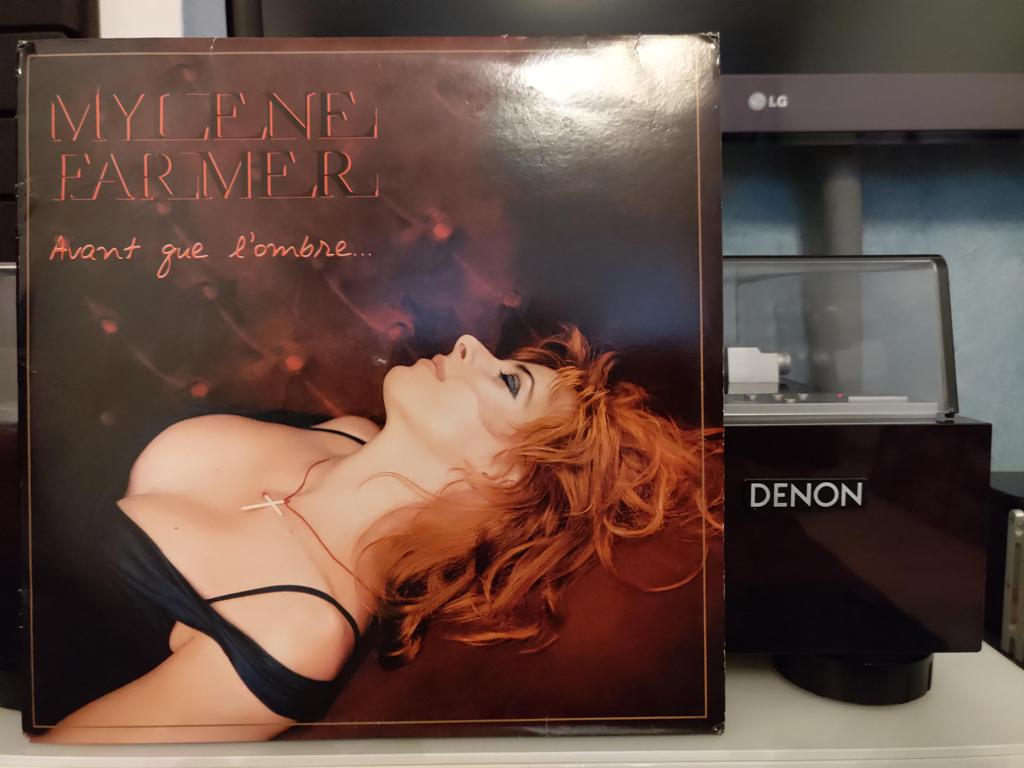 MYLENE
FARMER
Avant que l'ombre...
LG
DENON